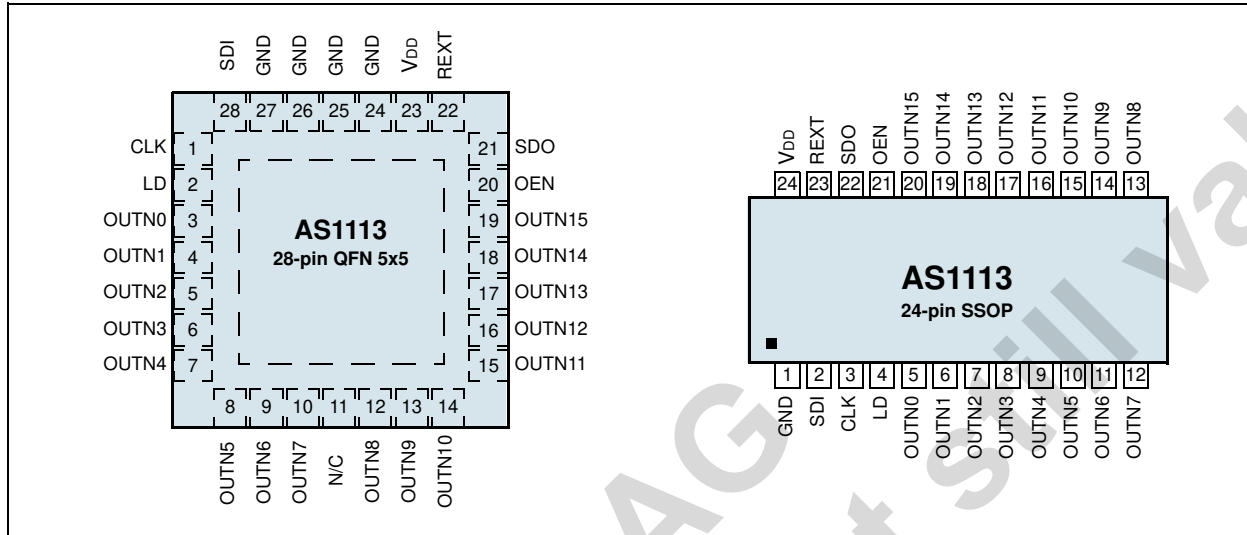 SDI GND GND GND GND VDD REXT
28 27 26 25 24 23 22
CLK 1 21 SDO
LD 2 20 OEN
OUTN0 3 19 OUTN15
OUTN1 4 18 OUTN14
OUTN2 5 17 OUTN13
OUTN3 6 16 OUTN12
OUTN4 7 15 OUTN11
AS1113
28-pin QFN 5x5
8 9 10 11 12 13 14
OUTN5 OUTN6 OUTN7 N/C OUTN8 OUTN9 OUTN10
VDD REXT SDO OEN OUTN15 OUTN14 OUTN13 OUTN12 OUTN11 OUTN10 OUTN9 OUTN8
24 23 22 21 20 19 18 17 16 15 14 13
AS1113
24-pin SSOP
1 2 3 4 5 6 7 8 9 10 11 12
GND SDI CLK LD OUTN0 OUTN1 OUTN2 OUTN3 OUTN4 OUTN5 OUTN6 OUTN7
AG
still